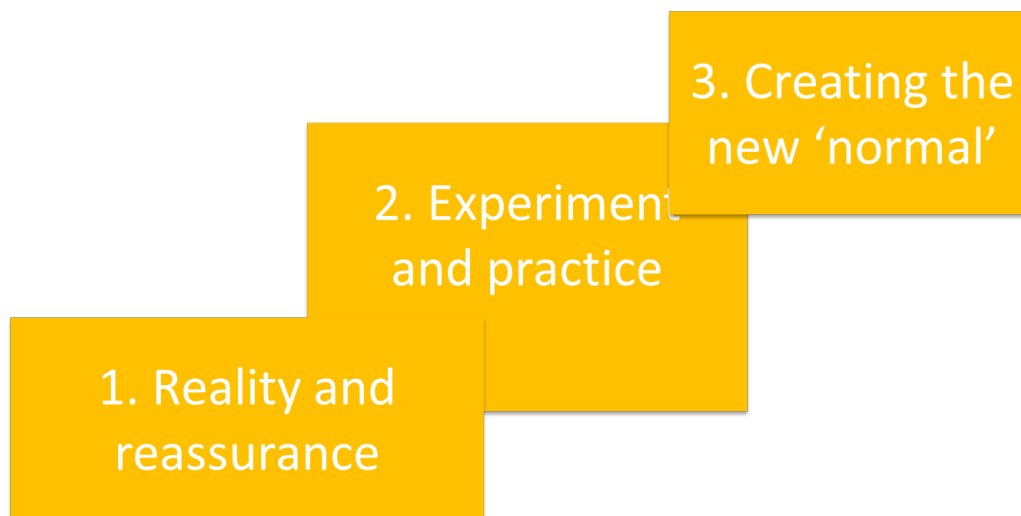 3. Creating the
new ‘normal’
2. Experiment
and practice
1. Reality and
reassurance